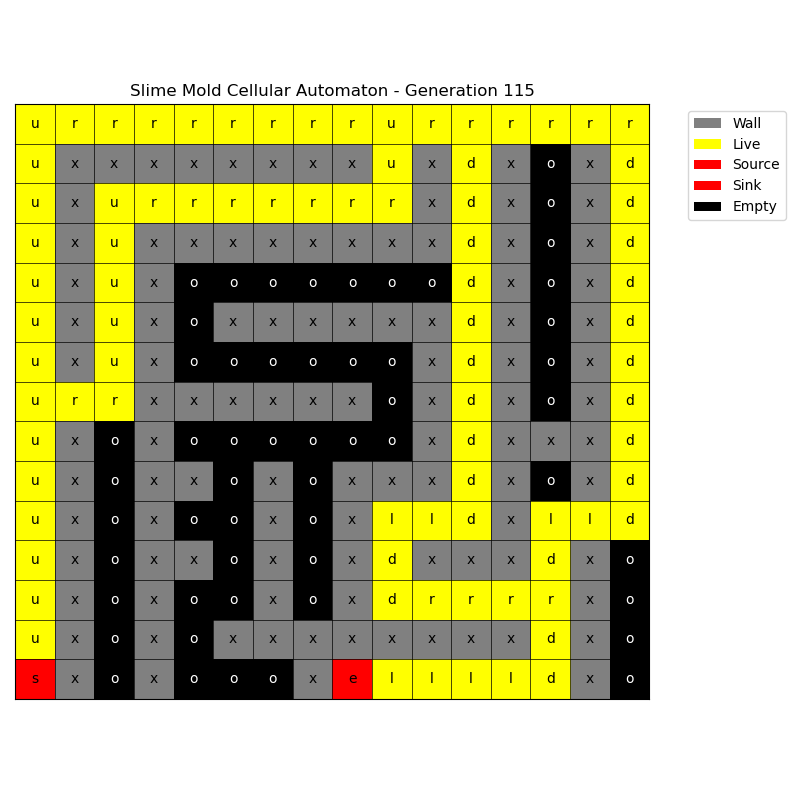 Slime Mold Cellular Automaton - Generation 115
u r r r r r r r r u r r r r r r
u x x x x x x x x u x d x o x d
u x u r r r r r r r x d x o x d
u x u x x x x x x x x d x o x d
u x u x o o o o o o o d x o x d
u x u x o x x x x x x d x o x d
u x u x o o o o o o x d x o x d
u r r x x x x x x o x d x o x d
u x o x o o o o o o x d x x x d
u x o x x o x o x x x d x o x d
u x o x o o x o x l l d x l l d
u x o x x o x o x d x x x d x o
u x o x o o x o x d r r r r x o
u x o x o x x x x x x x x d x o
s x o x o o o x e l l l l d x o
Wall
Live
Source
Sink
Empty